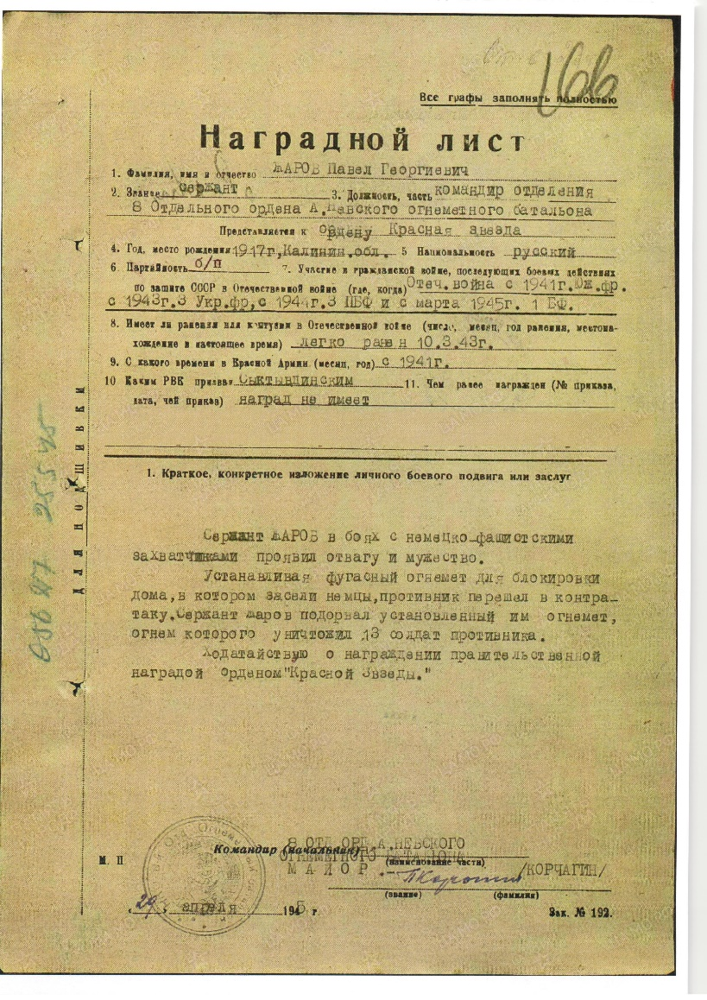 166
Все графы заполнять полностью
Наградной лист
1. Фамилия, имя и отчество ЖАРОВ Павел Георгиевич
2. Звание сержант 3. Должность, часть командир отделения
8 Отдельного ордена А.Невского огнеметного батальона
Представляется к ордену Красная звезда
4. Год, место рождения 1917г,Калинин.обл. 5 Национальность русский
6. Партийность б/п 7. Участие в гражданской войне, последующих боевых действиях
по защите СССР в Отечественной войне (где, когда) Отеч.война с 1941г.Юж.фр.
с 1943г.3 Укр.фр,с 1944г.3 ПБФ и с марта 1945г. 1 БФ.
8. Имеет ли ранения или контузии в Отечественной войне (число, месяц, год ранения, местона-
хождение в настоящее время) легко ранен 10.3.43г.
9. С какого времени в Красной Армии (месяц, год) с 1941г.
10 Каким РВК призван Сыктывдинским 11. Чем ранее награжден (№ приказа,
дата, чей приказ) наград не имеет
ДЛЯ ПОДШИВКИ
1. Краткое, конкретное изложение личного боевого подвига или заслуг
Сержант ЖАРОВ в боях с немецко-фашистскими
захватчиками проявил отвагу и мужество.
Устанавливая фугасный огнемет для блокировки
дома,в котором засели немцы,противник перешел в контра-
таку.Сержант Жаров подорвал установленный им огнемет,
огнем которого уничтожил 13 солдат противника.
Ходатайствую о награждении правительственной
наградой Орденом"Красной Звезды."
8 ОТД.ОРД.А.НЕВСКОГО
Командир (начальник)
ОГНЕМЕТНОГО БАТАЛЬОНА
(наименование части)
М. П
МАЙОР /КОРЧАГИН/
(звание) (фамилия)
„29„ апреля 1945 г.
Зак. № 192.